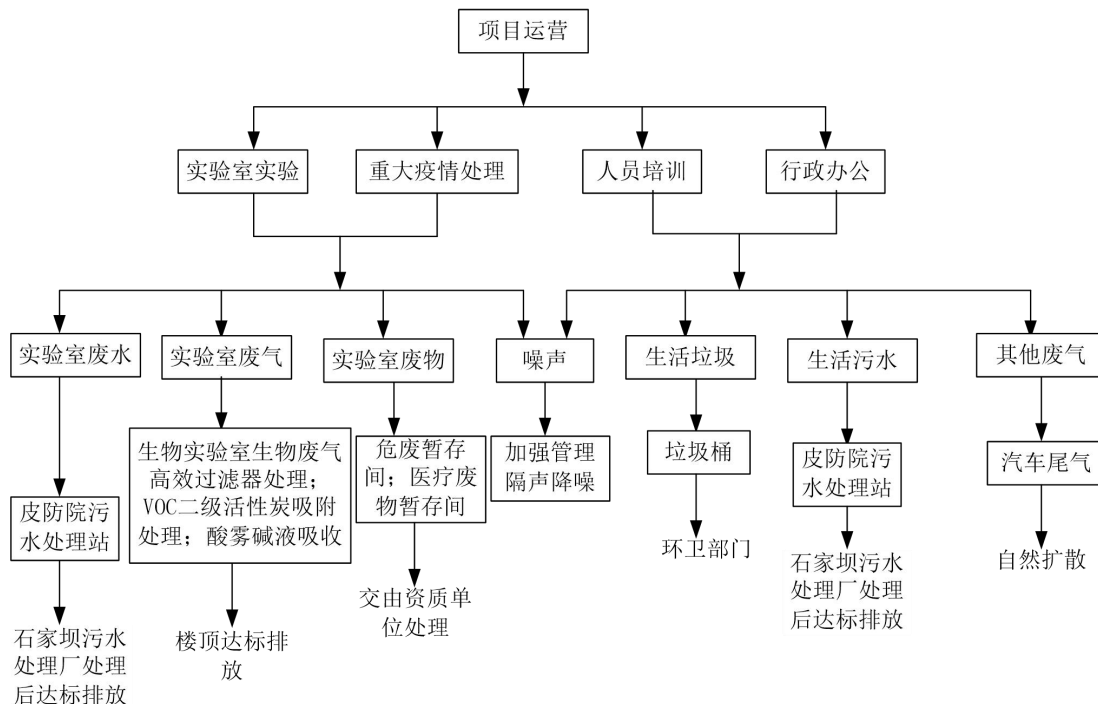 项目运营
实验室实验
重大疫情处理
人员培训
行政办公
实验室废水
实验室废气
实验室废物
噪声
生活垃圾
生活污水
其他废气
皮防院污
水处理站
生物实验室生物废气
高效过滤器处理；
VOC二级活性炭吸附
处理；酸雾碱液吸收
危废暂存
间；医疗废
物暂存间
加强管理
隔声降噪
垃圾桶
皮防院污
水处理站
汽车尾气
石家坝污水
处理厂处理
后达标排放
楼顶达标排
放
交由资质单
位处理
环卫部门
石家坝污水
处理厂处理
后达标排放
自然扩散